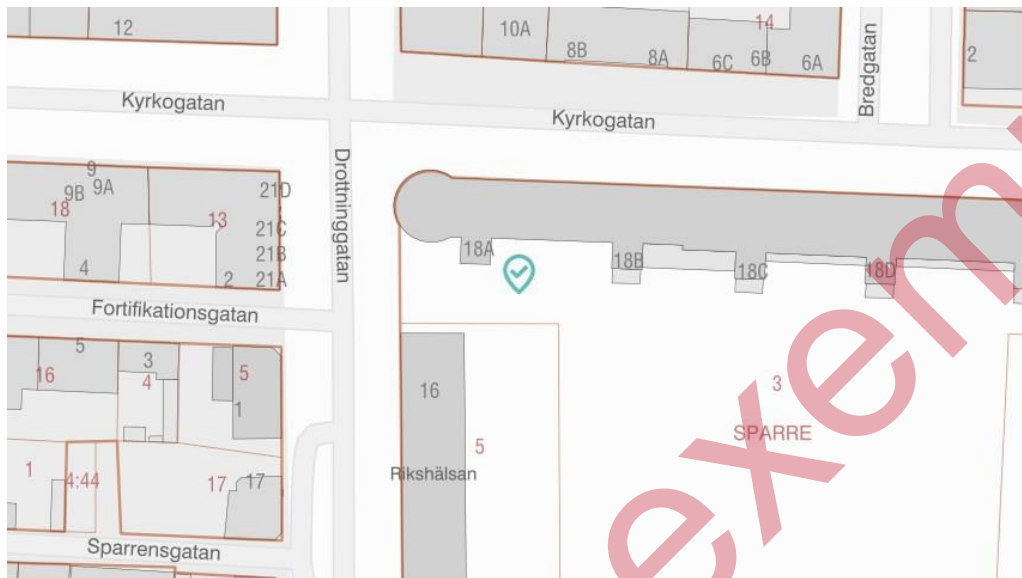 12
10A
8B
8A
14
6C
6B
6A
Bredgatan
2
Kyrkogatan
Kyrkogatan
9
9B
9A
18
13
21D
21C
21B
21A
4
2
Drottninggatan
18A
18B
18C
18D
Fortifikationsgatan
5
3
16
4
5
1
16
3
SPARRE
5
Rikshälsan
1
4:44
17
17
Sparrensgatan
exem